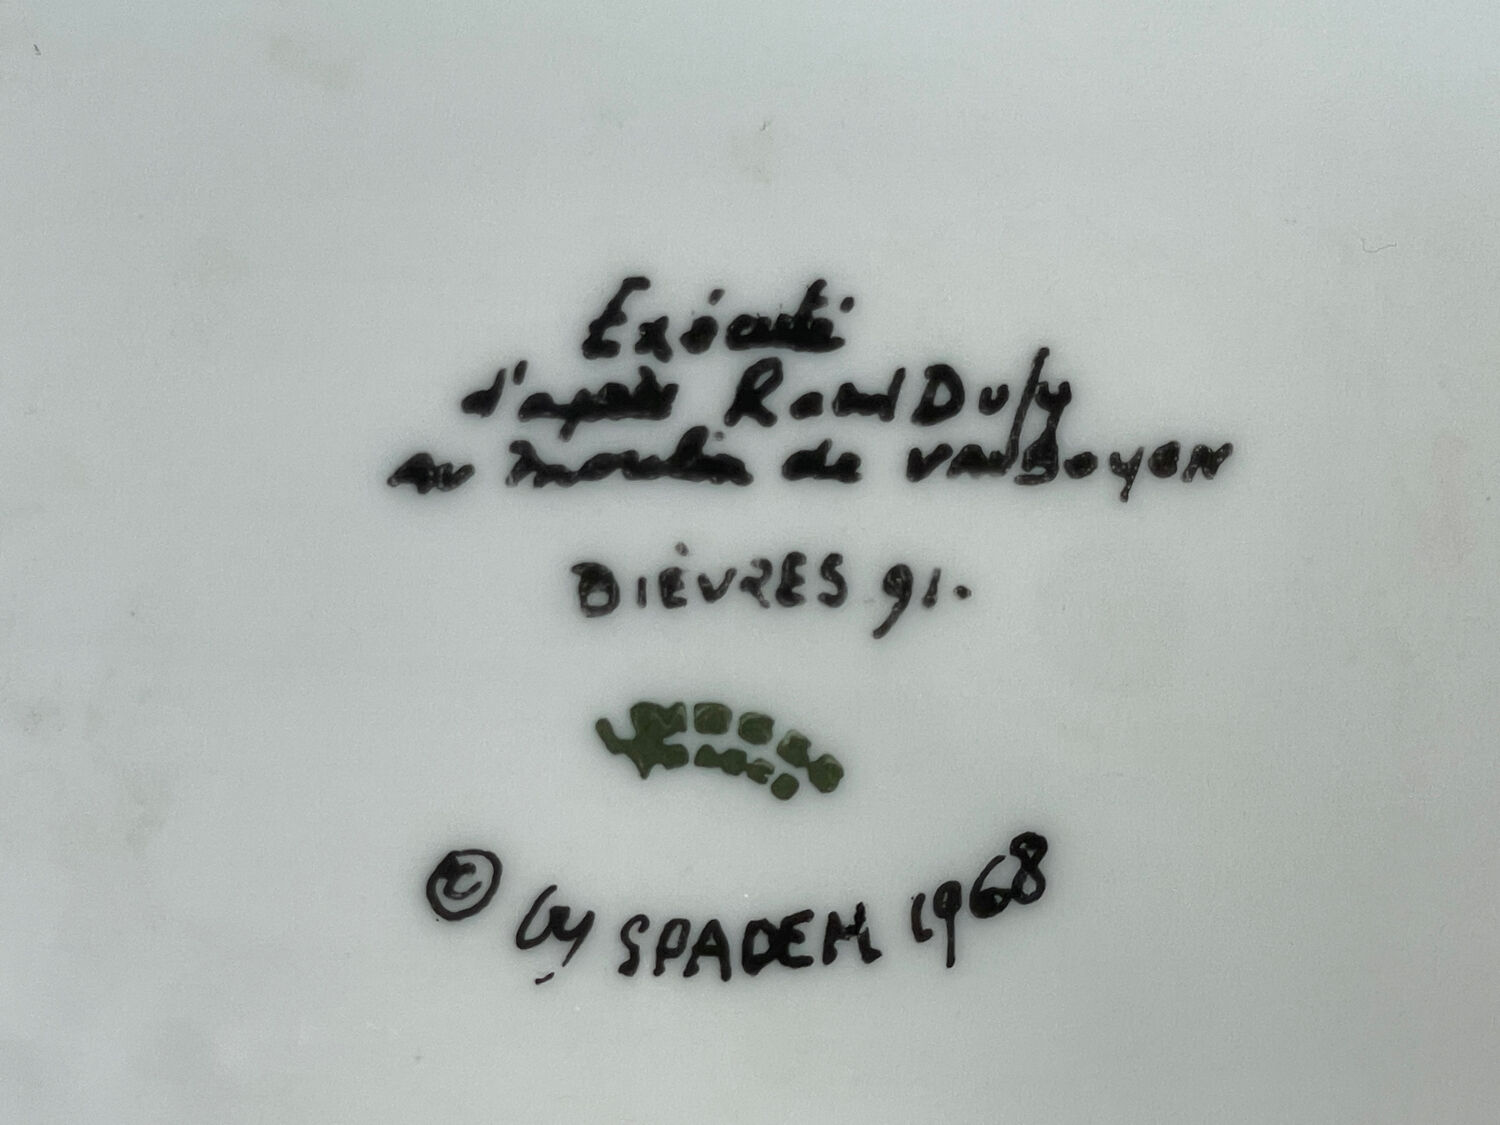 Exécuté
d'après Raoul Dufy
au moulin de VAUBOYEN
BIÈVRES 91.
© by SPADEM 1968